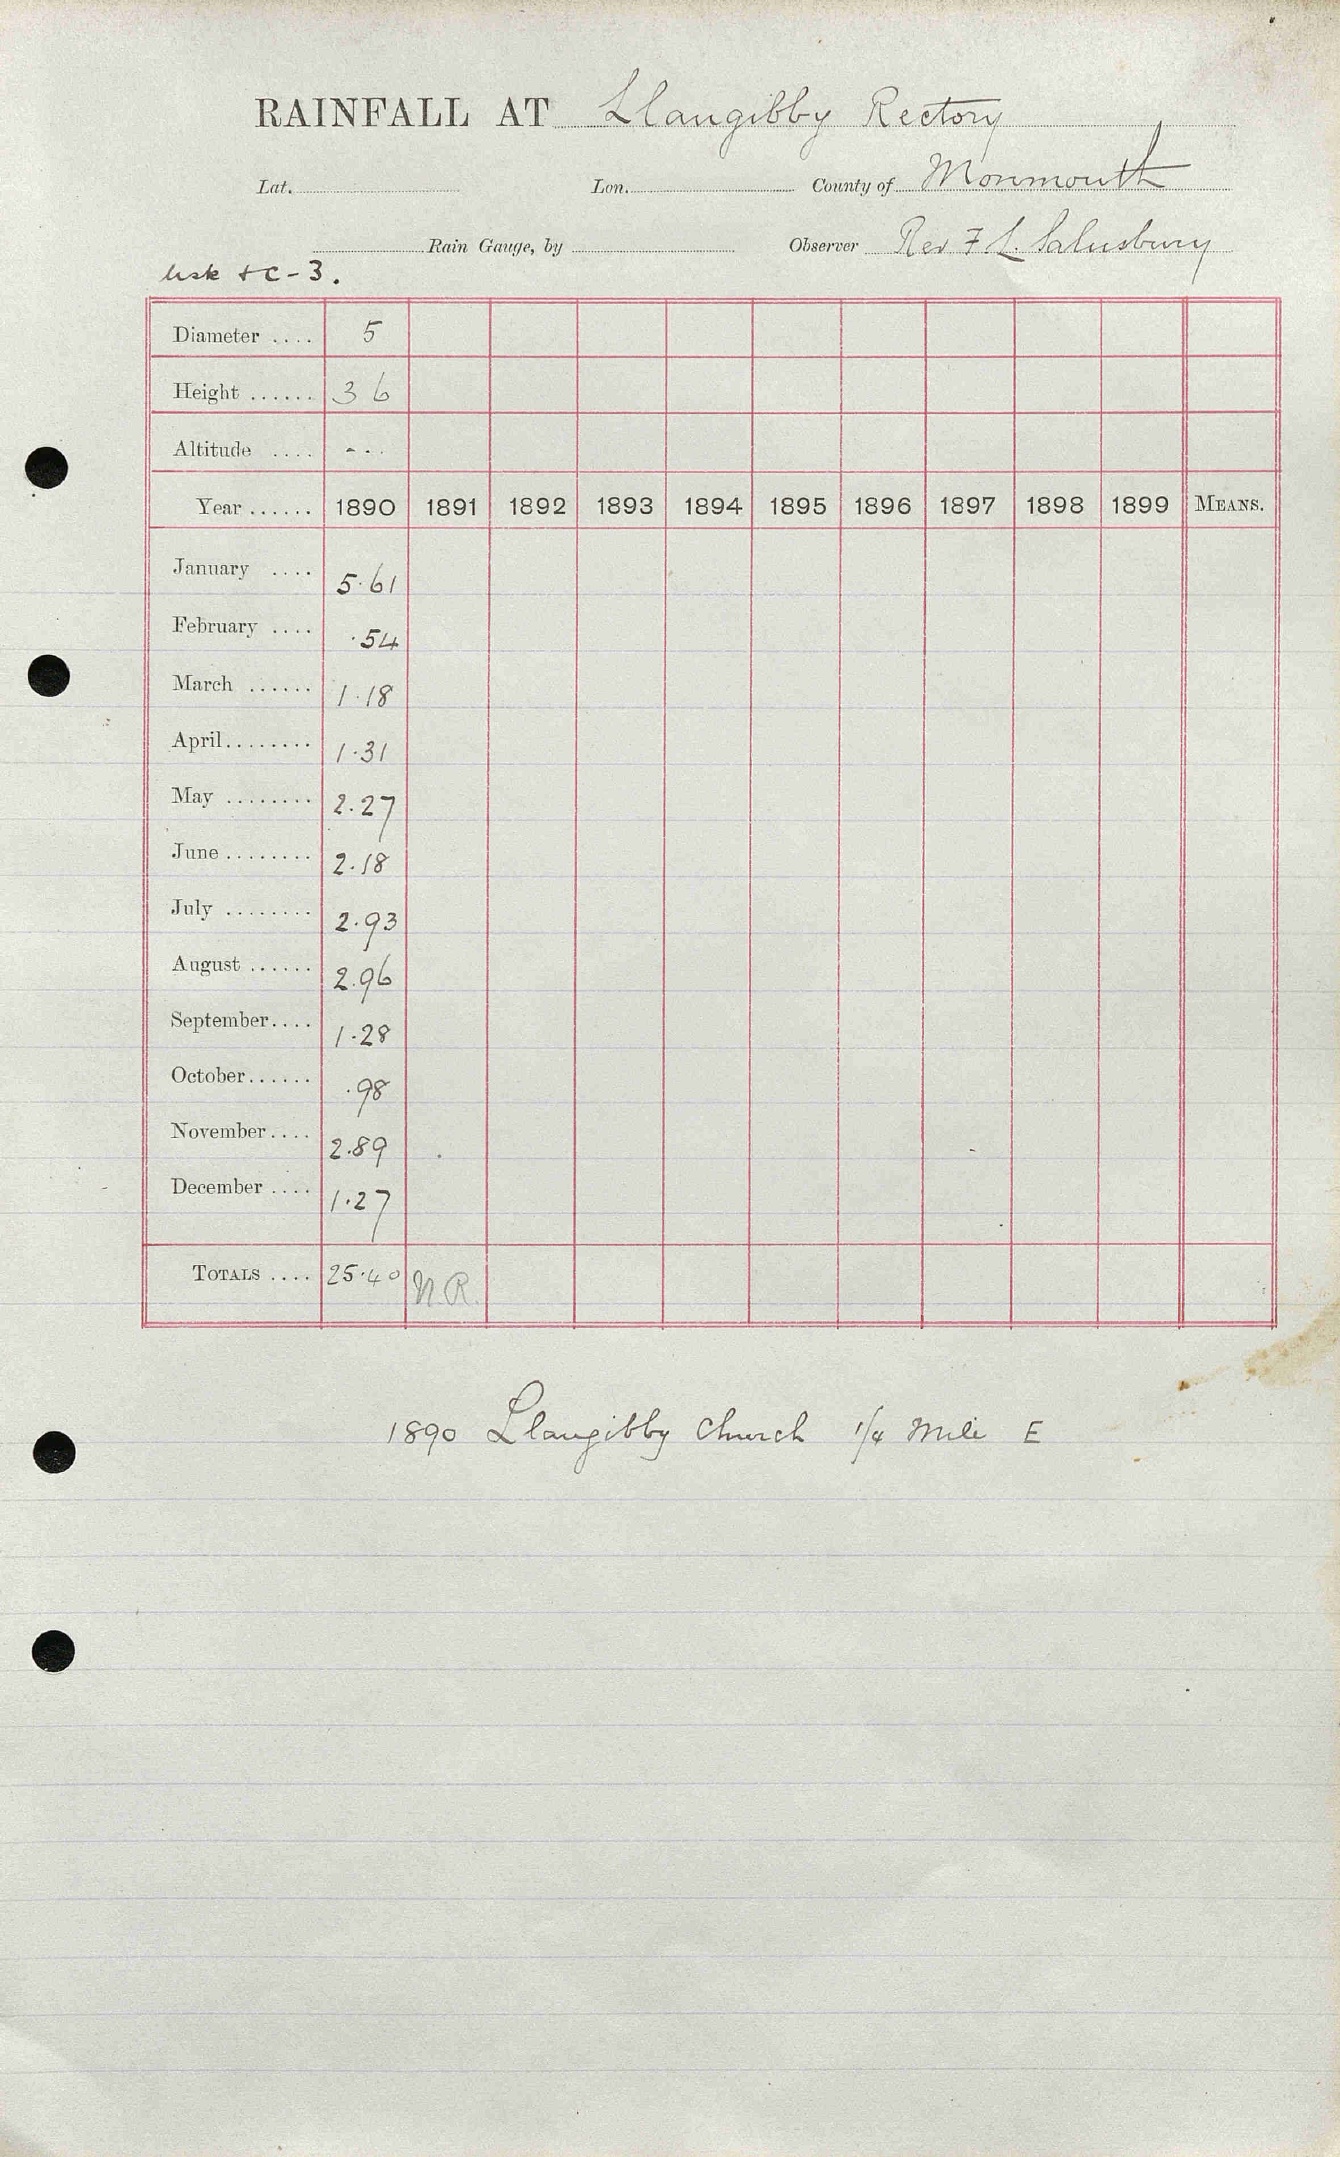 RAINFALL AT Llangibby Rectory
Lat. Lon. County of Monmouth
Rain Gauge, by Observer Rev F L. Salusbury
Usk + C - 3.
Diameter .... 5
Height ...... 3 6
Altitude .... - . .
Year ...... 1890 1891 1892 1893 1894 1895 1896 1897 1898 1899 MEANS.
January .... 5.61
February .... .54
March ...... 1.18
April........ 1.31
May ........ 2.27
June ........ 2.18
July ........ 2.93
August ...... 2.96
September.... 1.28
October...... .98
November.... 2.89
December .... 1.27
TOTALS .... 25.40 N.R.
1890 Llangibby Church 1/4 Mile E